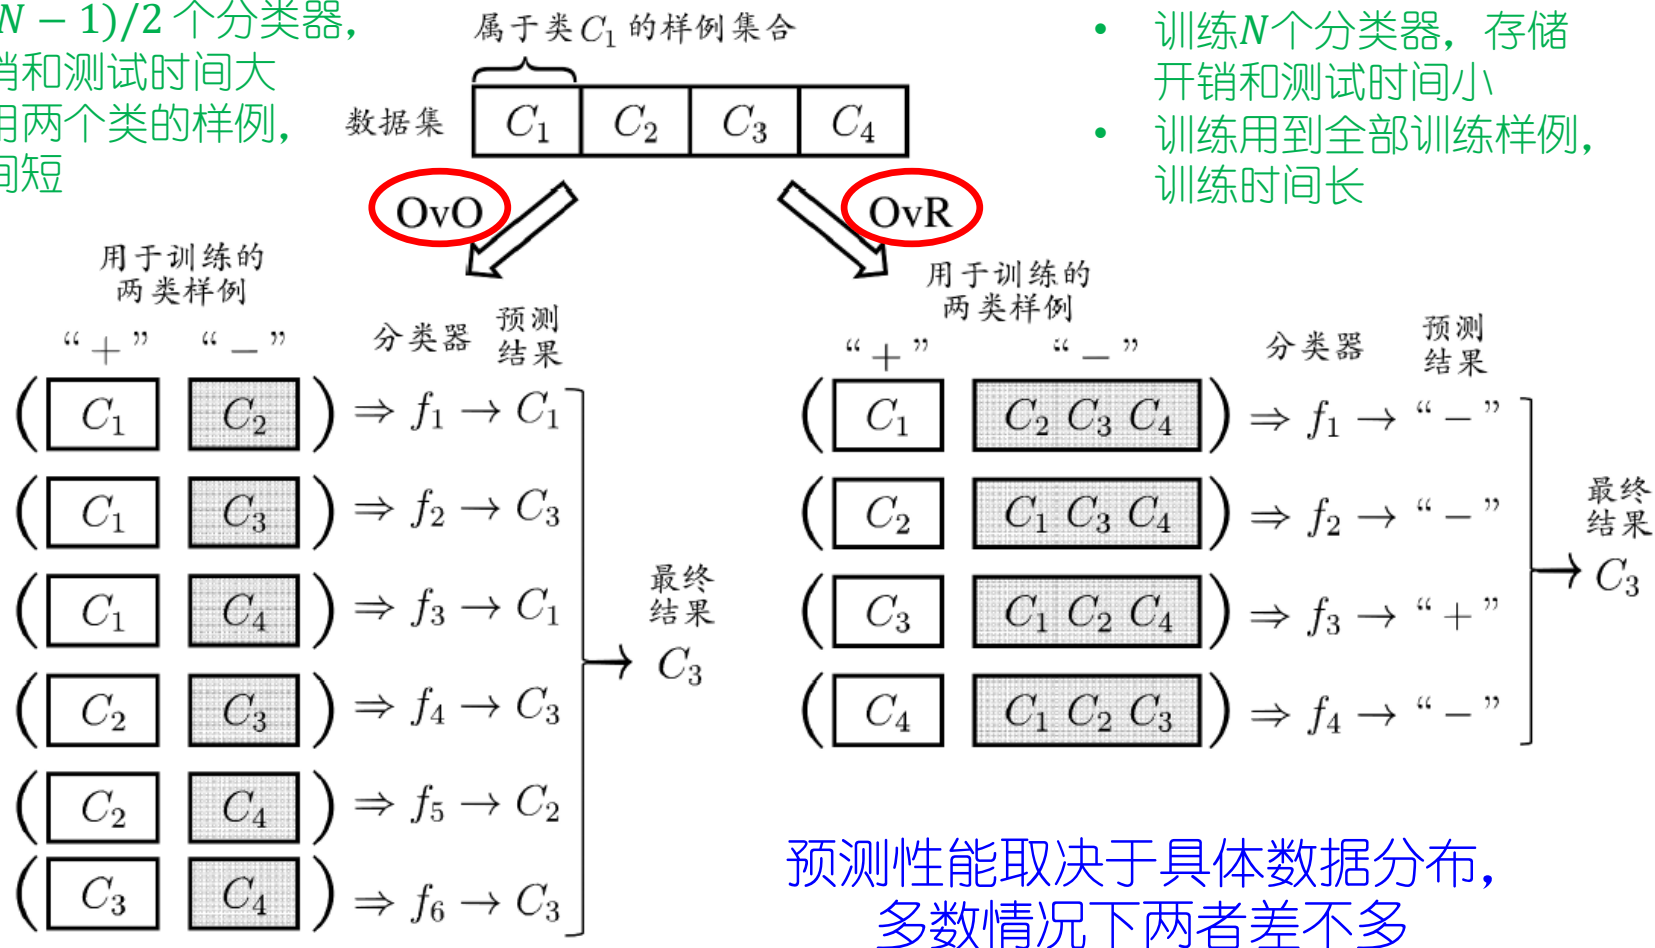 N − 1)/2 个分类器,
销和测试时间大
用两个类的样例,
间短
属于类 C₁ 的样例集合
数据集 C₁ C₂ C₃ C₄
• 训练N个分类器，存储
开销和测试时间小
• 训练用到全部训练样例，
训练时间长
OvO
OvR
用于训练的
两类样例
“+” “−” 分类器 预测
结果
( C₁ C₂ ) ⇒ f₁ → C₁
( C₁ C₃ ) ⇒ f₂ → C₃
( C₁ C₄ ) ⇒ f₃ → C₁
( C₂ C₃ ) ⇒ f₄ → C₃
( C₂ C₄ ) ⇒ f₅ → C₂
( C₃ C₄ ) ⇒ f₆ → C₃
最终
结果
C₃
用于训练的
两类样例
“+” “−” 分类器 预测
结果
( C₁ C₂ C₃ C₄ ) ⇒ f₁ → “−”
( C₂ C₁ C₃ C₄ ) ⇒ f₂ → “−”
( C₃ C₁ C₂ C₄ ) ⇒ f₃ → “+”
( C₄ C₁ C₂ C₃ ) ⇒ f₄ → “−”
最终
结果
C₃
预测性能取决于具体数据分布，
多数情况下两者差不多